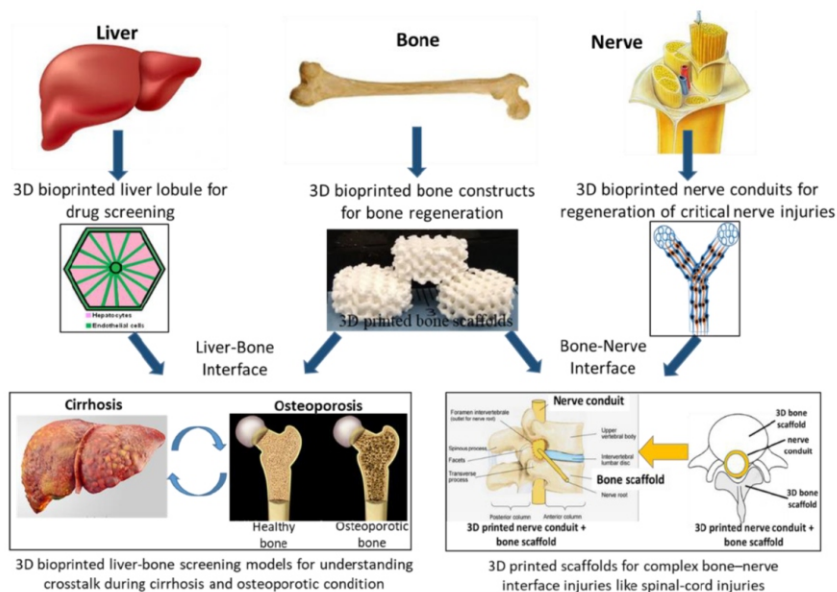 Liver
Bone
Nerve
3D bioprinted liver lobule for
drug screening
3D bioprinted bone constructs
for bone regeneration
3D bioprinted nerve conduits for
regeneration of critical nerve injuries
Hepatocytes
Endothelial cells
3D printed bone scaffolds
Liver-Bone
Interface
Bone-Nerve
Interface
Cirrhosis
Osteoporosis
Healthy
bone
Osteoporotic
bone
Nerve conduit
Foramen intervertebrate
(outlet for nerve root)
Spinous process
Facets
Transverse
process
Upper
vertebral body
Intervertebral
lumbar disc
Bone scaffold
Nerve root
Posterior column
Anterior column
3D printed nerve conduit +
bone scaffold
3D bone
scaffold
nerve
conduit
3D bone
scaffold
3D printed nerve conduit +
bone scaffold
3D bioprinted liver-bone screening models for understanding
crosstalk during cirrhosis and osteoporotic condition
3D printed scaffolds for complex bone–nerve
interface injuries like spinal-cord injuries